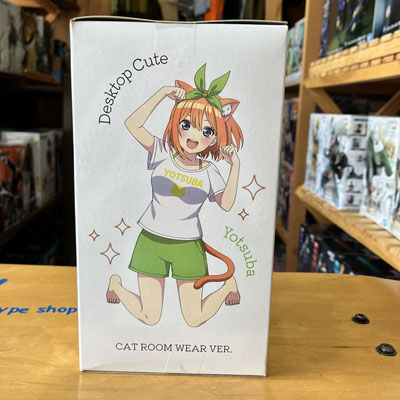 Desktop Cute
YOTSUBA
Yotsuba
CAT ROOM WEAR VER.
ype shop